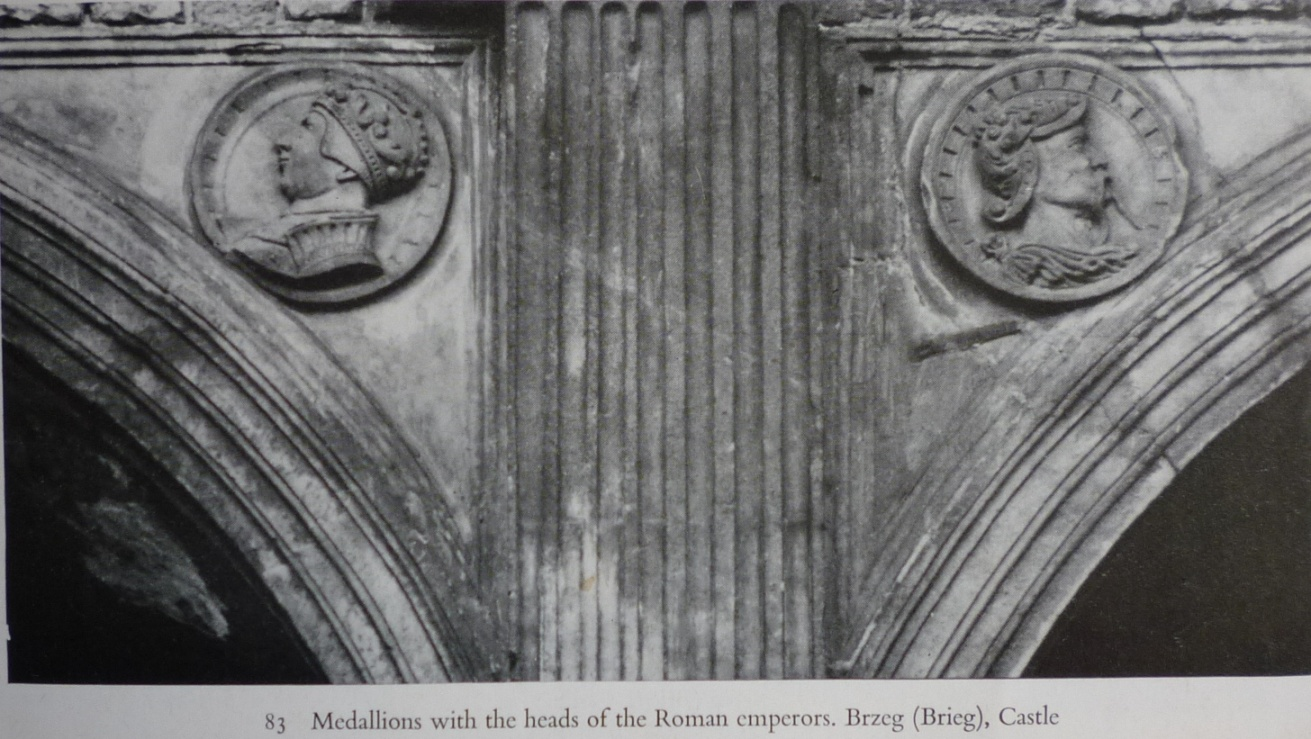 83 Medallions with the heads of the Roman emperors. Brzeg (Brieg), Castle